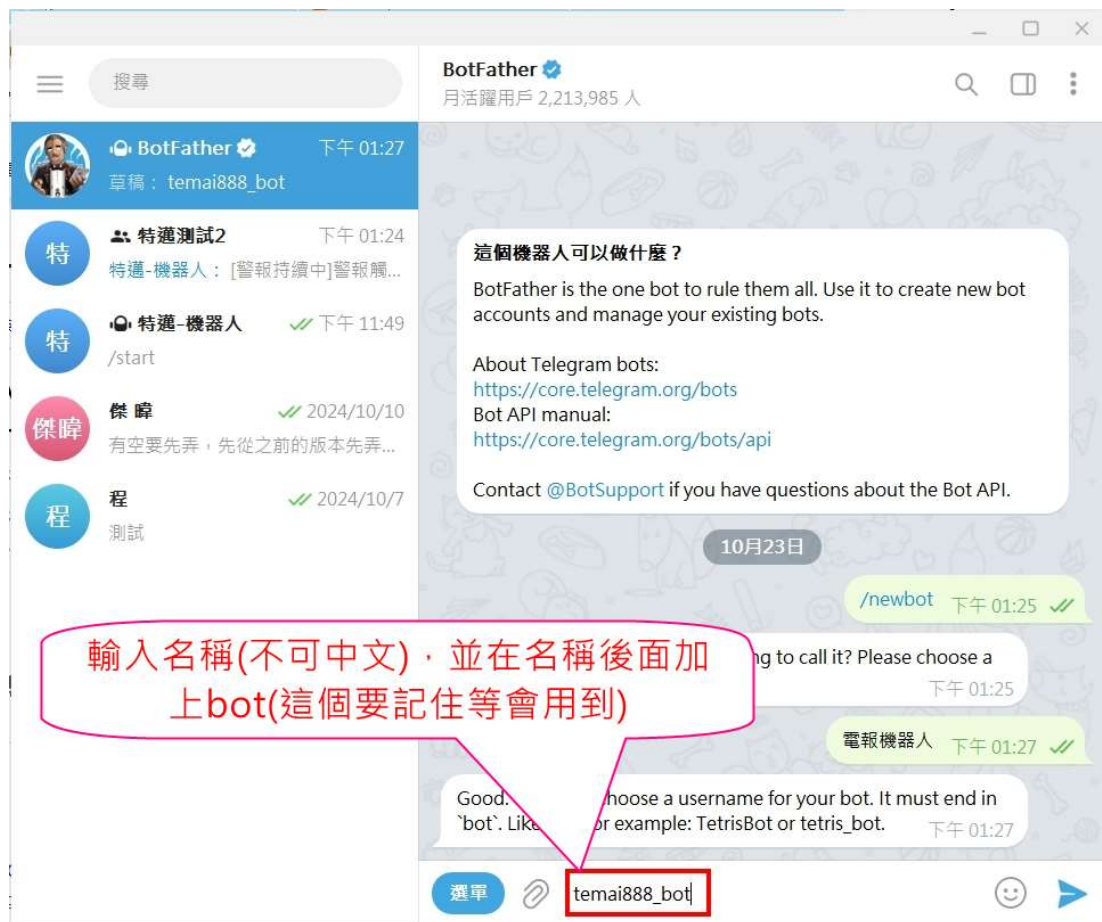 搜尋
BotFather
下午 01:27
草稿： temai888_bot
特
特邁測試2
下午 01:24
特邁-機器人： [警報持續中]警報觸...
特
特邁-機器人
下午 11:49
/start
傑暐
傑 暐
2024/10/10
有空要先弄，先從之前的版本先弄...
程
程
2024/10/7
測試
BotFather
月活躍用戶 2,213,985 人
這個機器人可以做什麼？
BotFather is the one bot to rule them all. Use it to create new bot
accounts and manage your existing bots.
About Telegram bots:
https://core.telegram.org/bots
Bot API manual:
https://core.telegram.org/bots/api
Contact @BotSupport if you have questions about the Bot API.
10月23日
/newbot
下午 01:25
to call it? Please choose a
下午 01:25
輸入名稱(不可中文)，並在名稱後面加
上bot(這個要記住等會用到)
電報機器人
下午 01:27
Good. choose a username for your bot. It must end in
`bot`. Like example: TetrisBot or tetris_bot.
下午 01:27
選單
temai888_bot